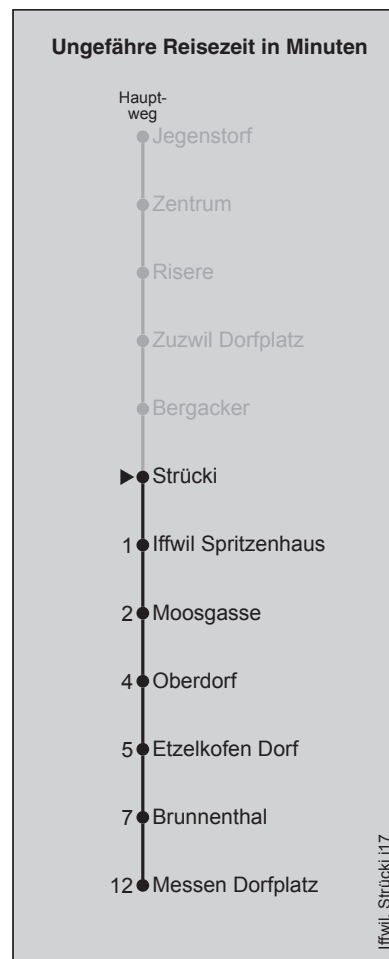 Ungefähre Reisezeit in Minuten
Haupt-
weg
Jegenstorf
Zentrum
Risere
Zuzwil Dorfplatz
Bergacker
Strücki
1 Iffwil Spritzenhaus
2 Moosgasse
4 Oberdorf
5 Etzelkofen Dorf
7 Brunnenthal
12 Messen Dorfplatz
Iffwil, Strücki j17